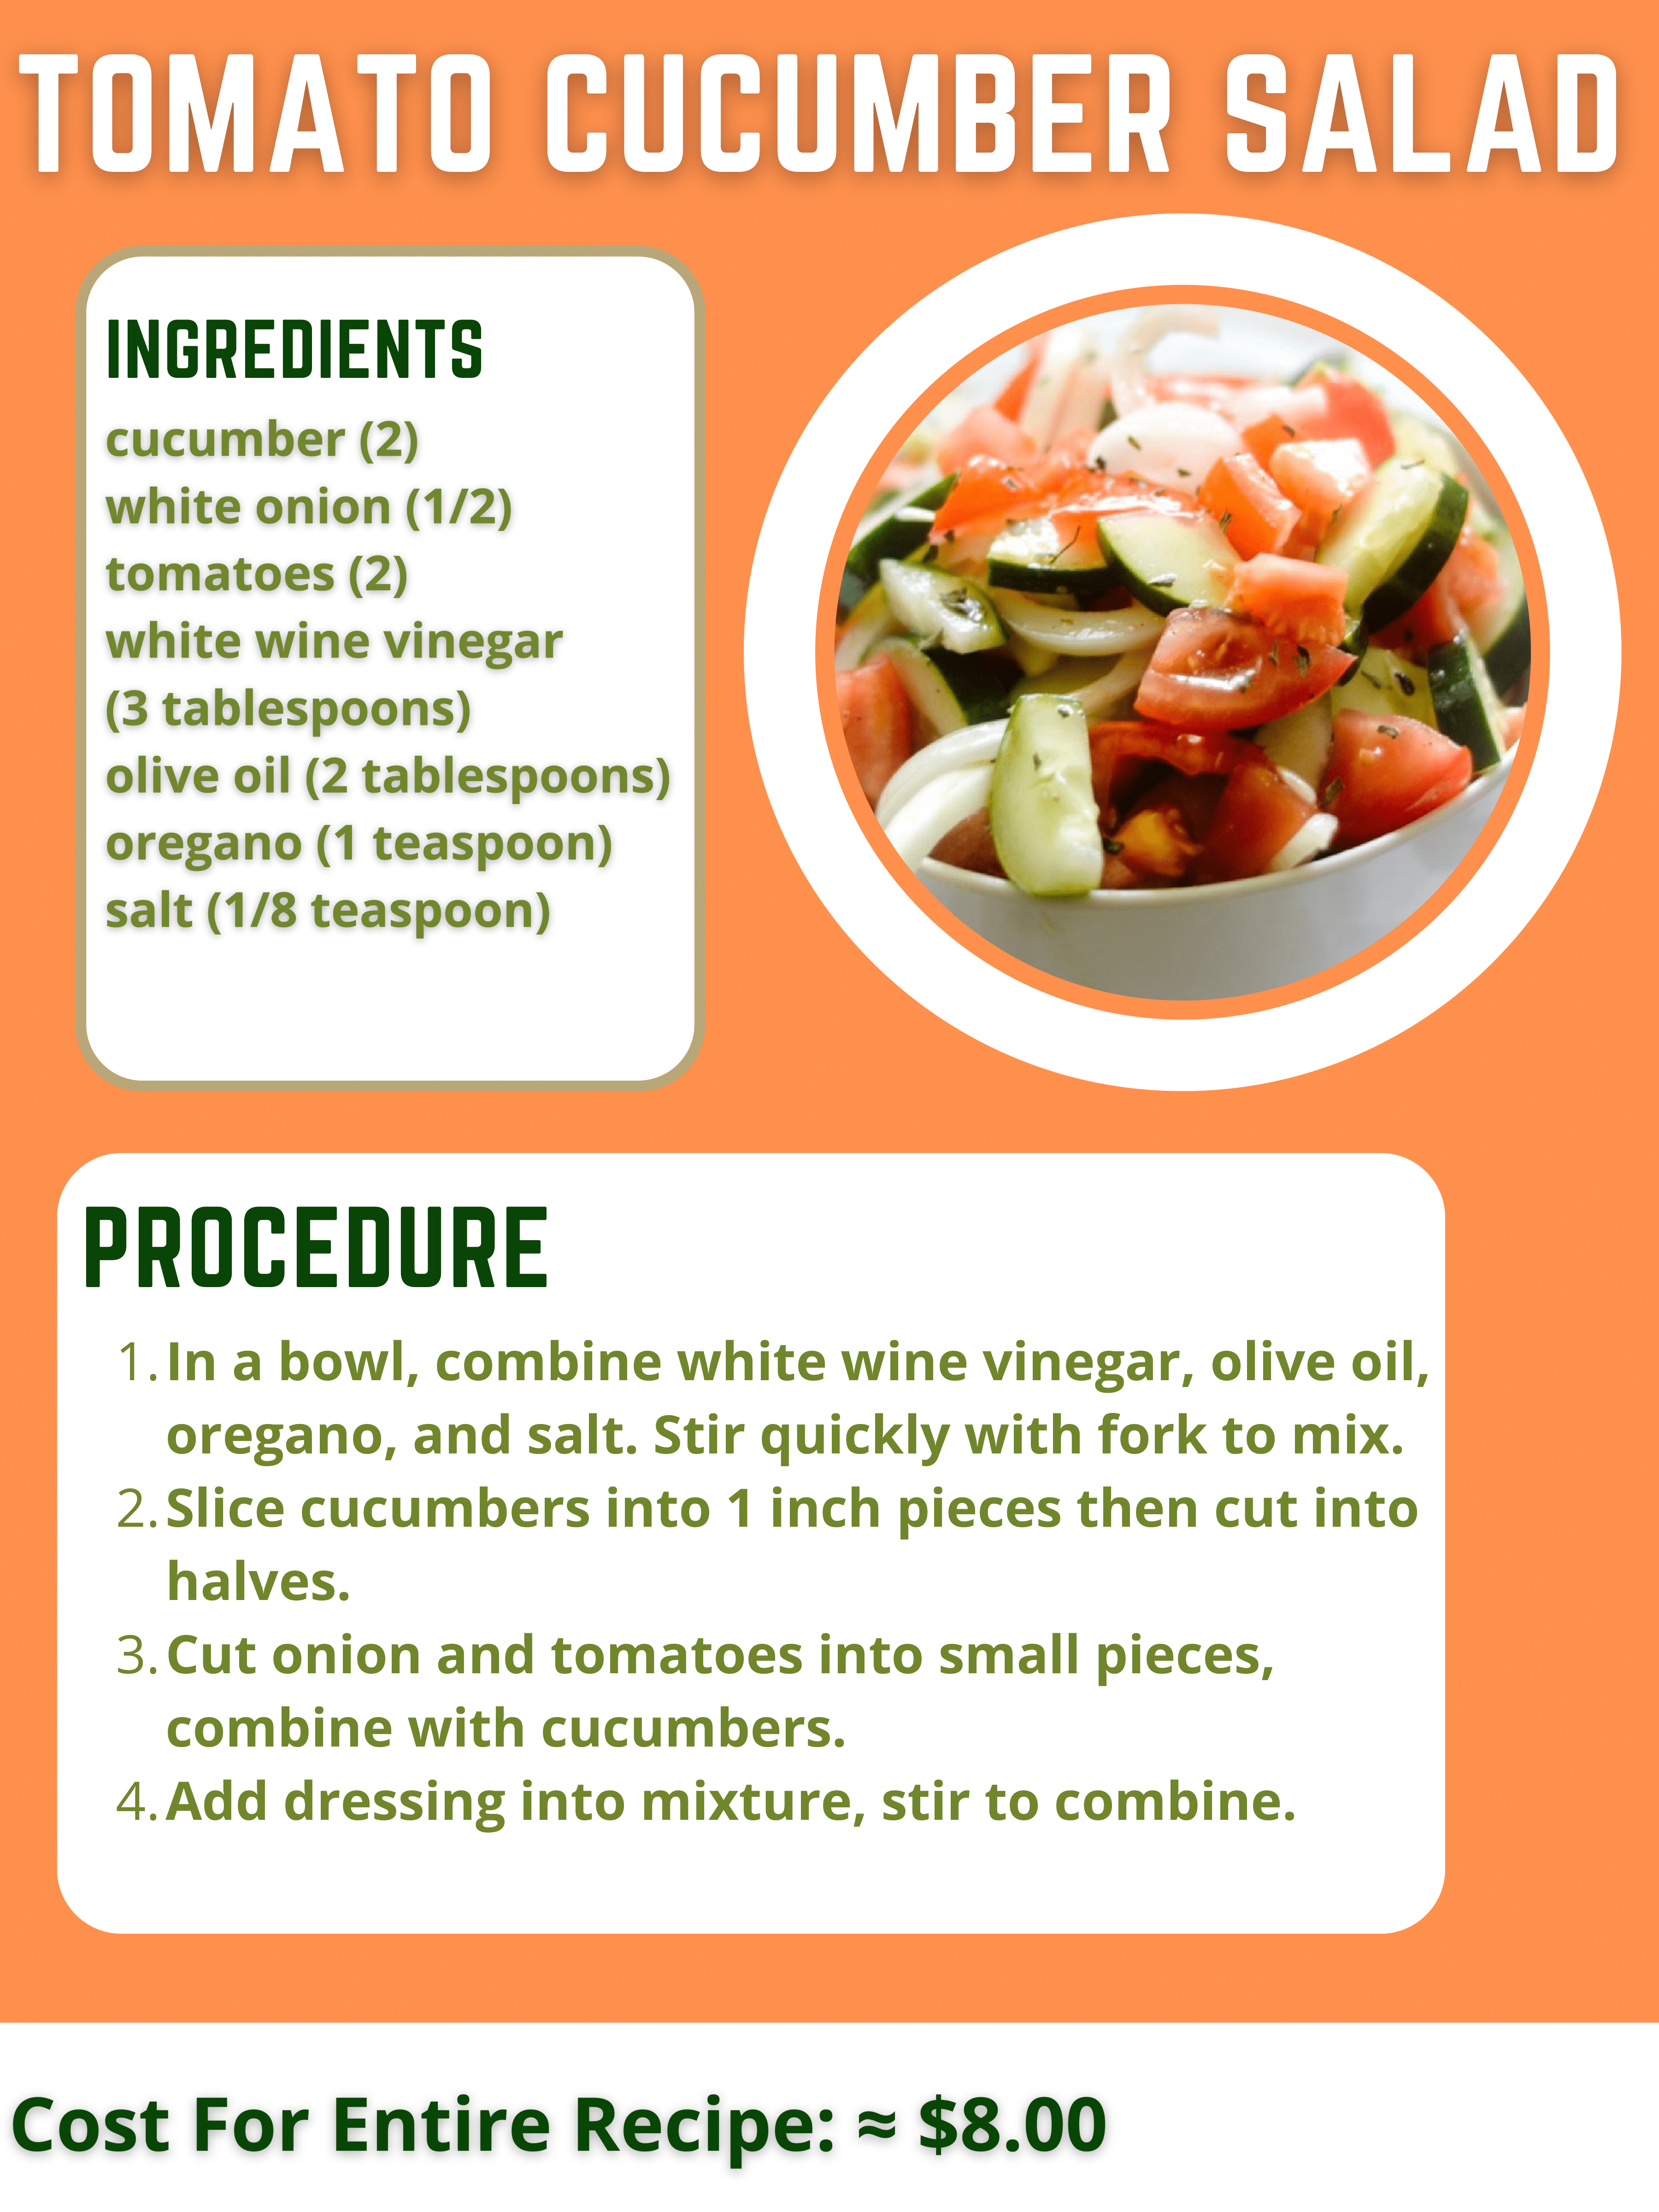 TOMATO CUCUMBER SALAD
INGREDIENTS
cucumber (2)
white onion (1/2)
tomatoes (2)
white wine vinegar
(3 tablespoons)
olive oil (2 tablespoons)
oregano (1 teaspoon)
salt (1/8 teaspoon)
PROCEDURE
1. In a bowl, combine white wine vinegar, olive oil,
oregano, and salt. Stir quickly with fork to mix.
2. Slice cucumbers into 1 inch pieces then cut into
halves.
3. Cut onion and tomatoes into small pieces,
combine with cucumbers.
4. Add dressing into mixture, stir to combine.
Cost For Entire Recipe: ≈ $8.00